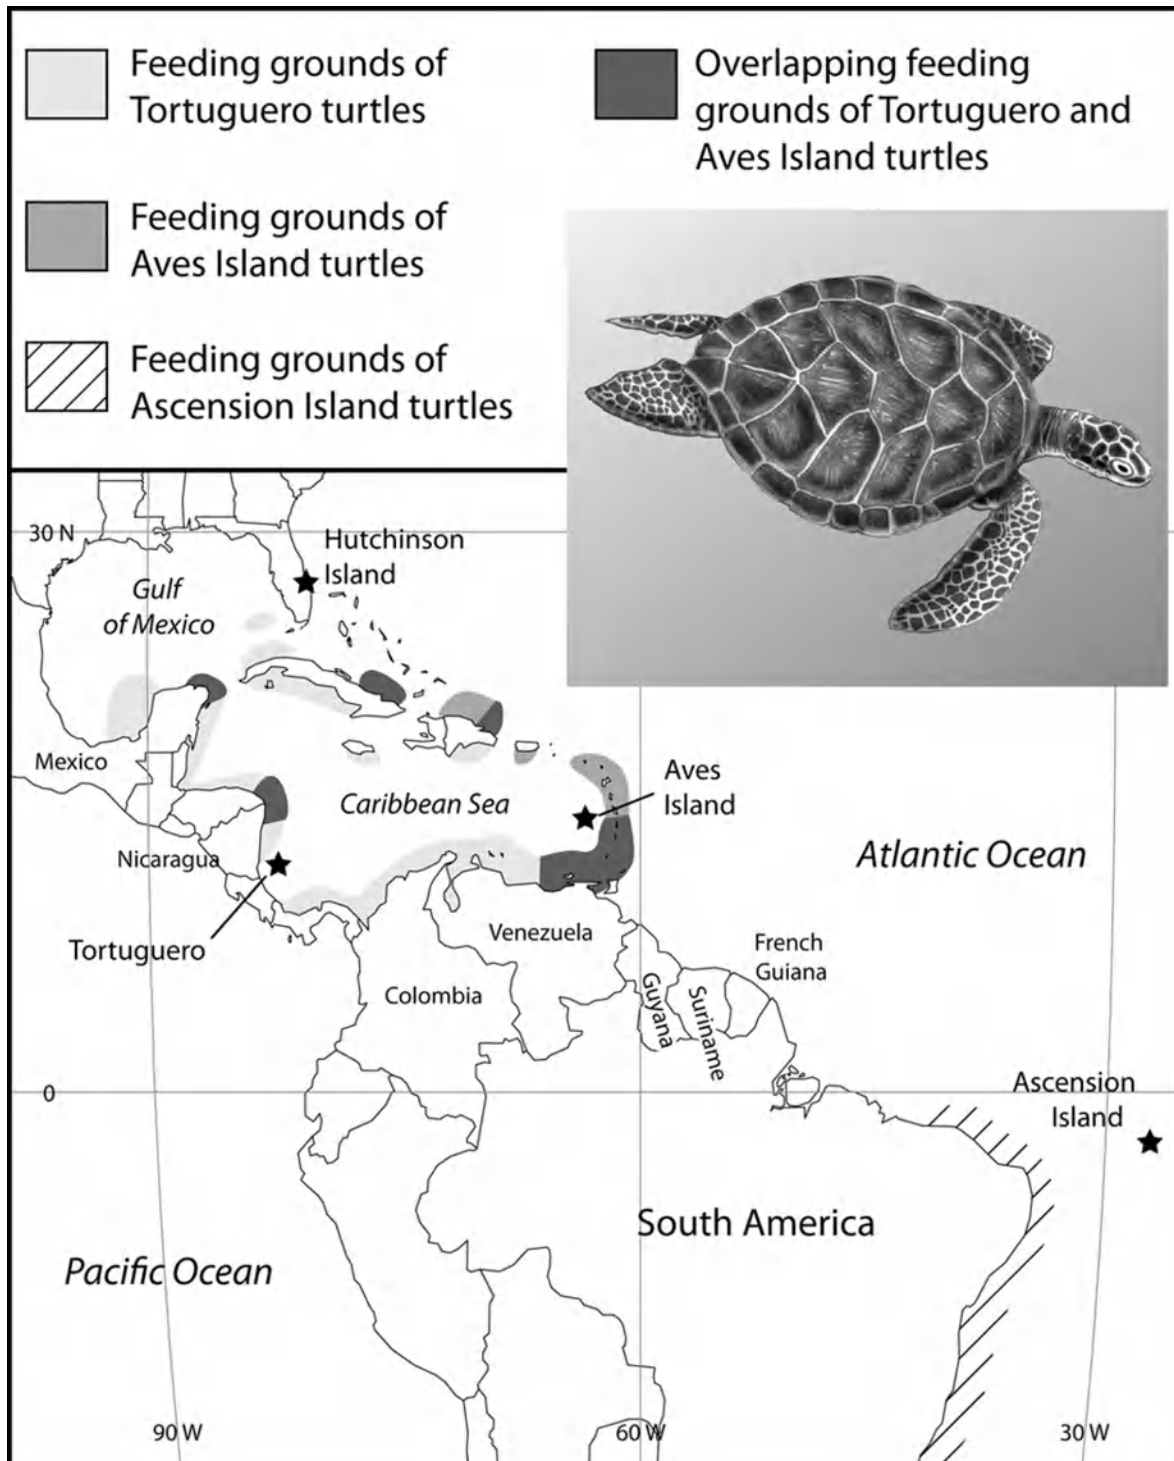 Feeding grounds of
Tortuguero turtles
Overlapping feeding
grounds of Tortuguero and
Aves Island turtles
Feeding grounds of
Aves Island turtles
Feeding grounds of
Ascension Island turtles
30 N
Hutchinson
Island
Gulf
of Mexico
Mexico
Caribbean Sea
Aves
Island
Nicaragua
Atlantic Ocean
Tortuguero
Venezuela
French
Guiana
Colombia
Guyana
Suriname
0
Ascension
Island
South America
Pacific Ocean
90 W
60 W
30 W